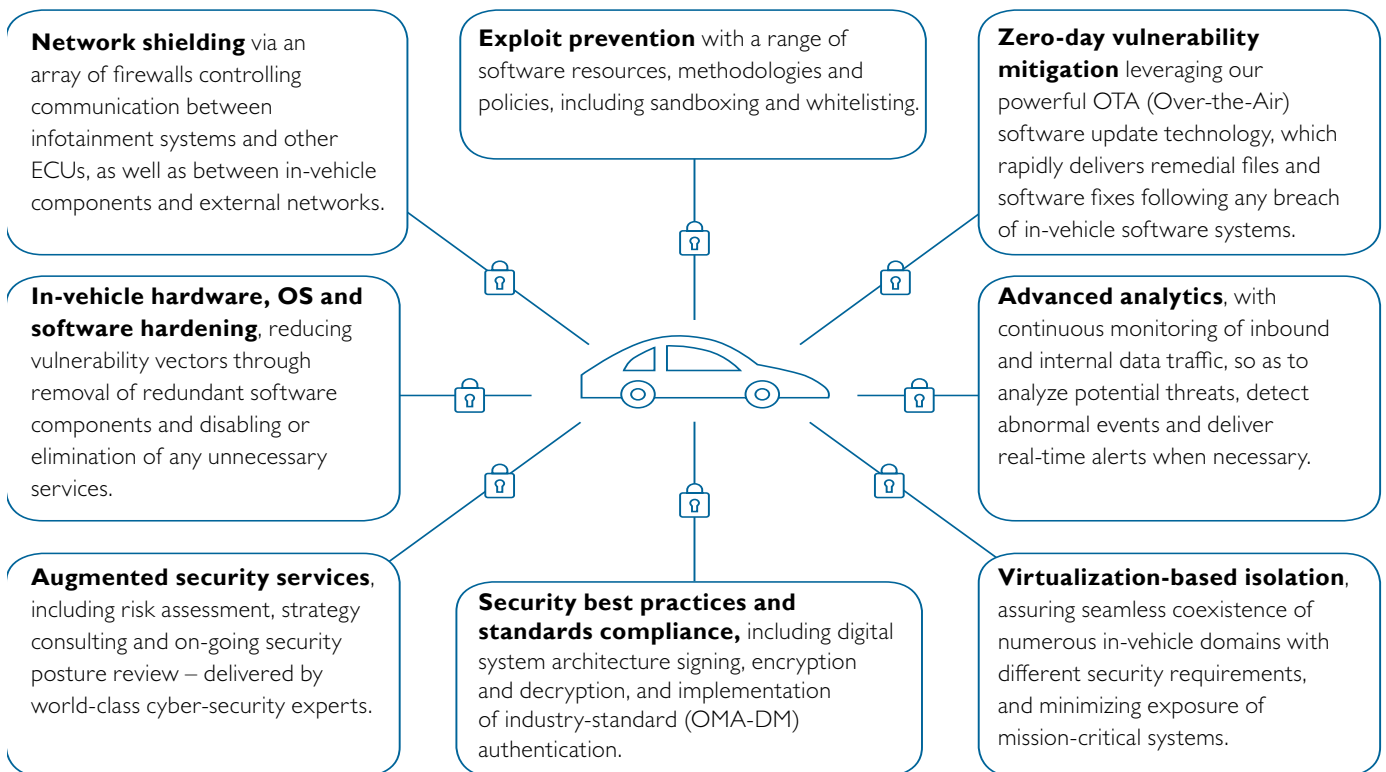 Network shielding via an
array of firewalls controlling
communication between
infotainment systems and other
ECUs, as well as between in-vehicle
components and external networks.
Exploit prevention with a range of
software resources, methodologies and
policies, including sandboxing and whitelisting.
Zero-day vulnerability
mitigation leveraging our
powerful OTA (Over-the-Air)
software update technology, which
rapidly delivers remedial files and
software fixes following any breach
of in-vehicle software systems.
In-vehicle hardware, OS and
software hardening, reducing
vulnerability vectors through
removal of redundant software
components and disabling or
elimination of any unnecessary
services.
Advanced analytics, with
continuous monitoring of inbound
and internal data traffic, so as to
analyze potential threats, detect
abnormal events and deliver
real-time alerts when necessary.
Augmented security services,
including risk assessment, strategy
consulting and on-going security
posture review – delivered by
world-class cyber-security experts.
Security best practices and
standards compliance, including digital
system architecture signing, encryption
and decryption, and implementation
of industry-standard (OMA-DM)
authentication.
Virtualization-based isolation,
assuring seamless coexistence of
numerous in-vehicle domains with
different security requirements,
and minimizing exposure of
mission-critical systems.